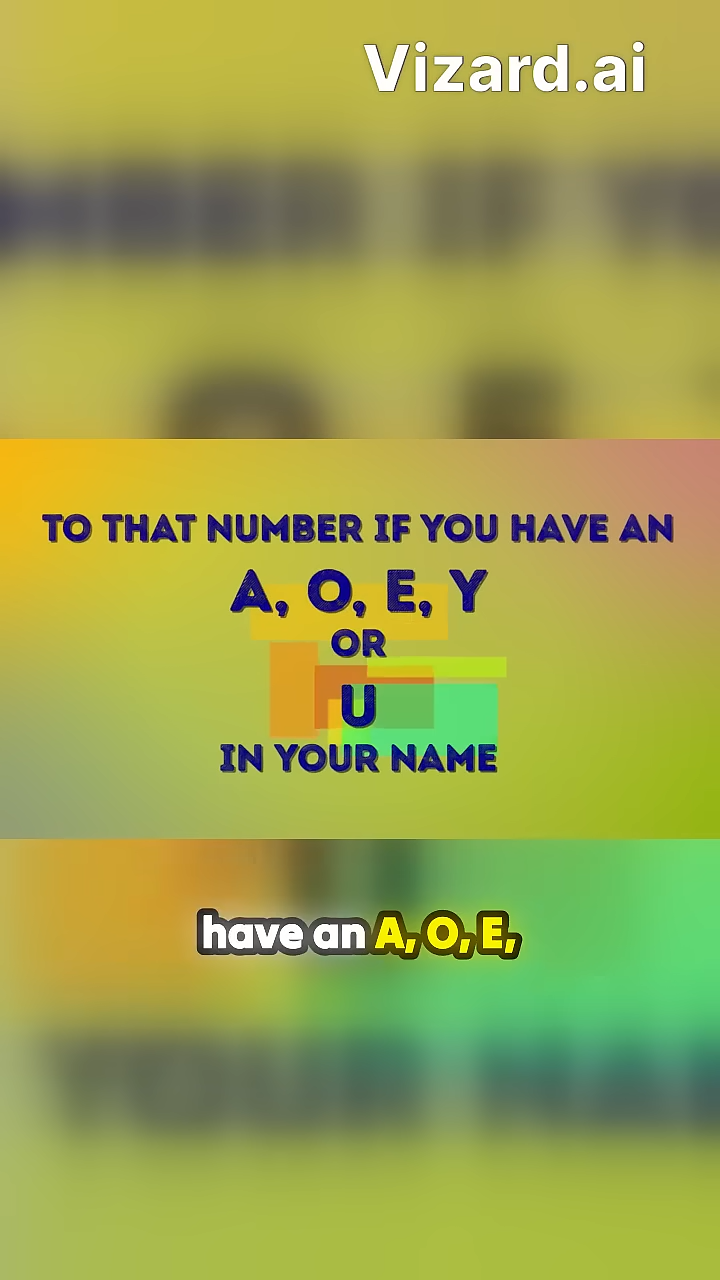 Vizard.ai
TO THAT NUMBER IF YOU HAVE AN
A, O, E, Y
OR
U
IN YOUR NAME
have an A, O, E,